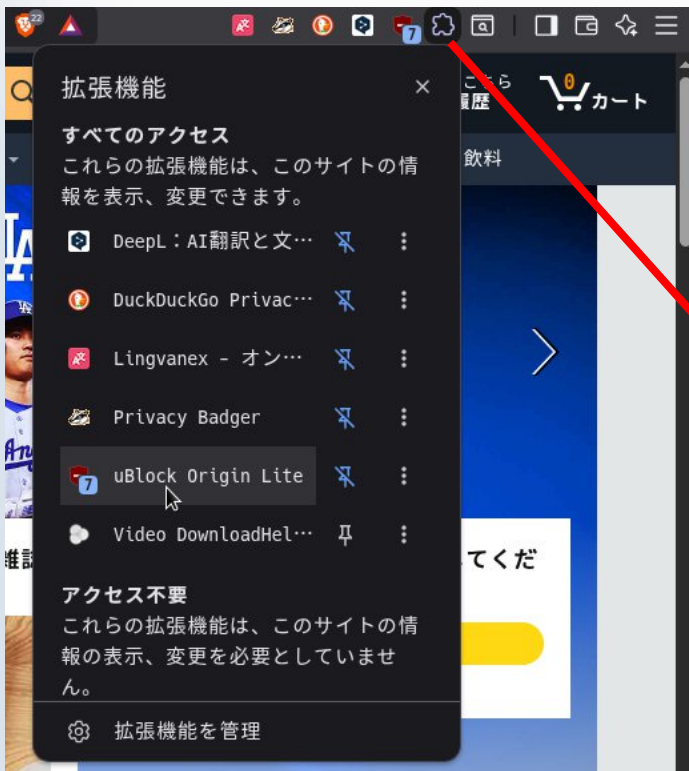 22
7
拡張機能
こちら
履歴
0
カート
すべてのアクセス
これらの拡張機能は、このサイトの情
報を表示、変更できます。
飲料
DeepL：AI翻訳と文…
DuckDuckGo Privac…
Lingvanex – オン…
Privacy Badger
7
uBlock Origin Lite
Video DownloadHel…
雑誌
てくだ
アクセス不要
これらの拡張機能は、このサイトの情
報の表示、変更を必要としていませ
ん。
拡張機能を管理